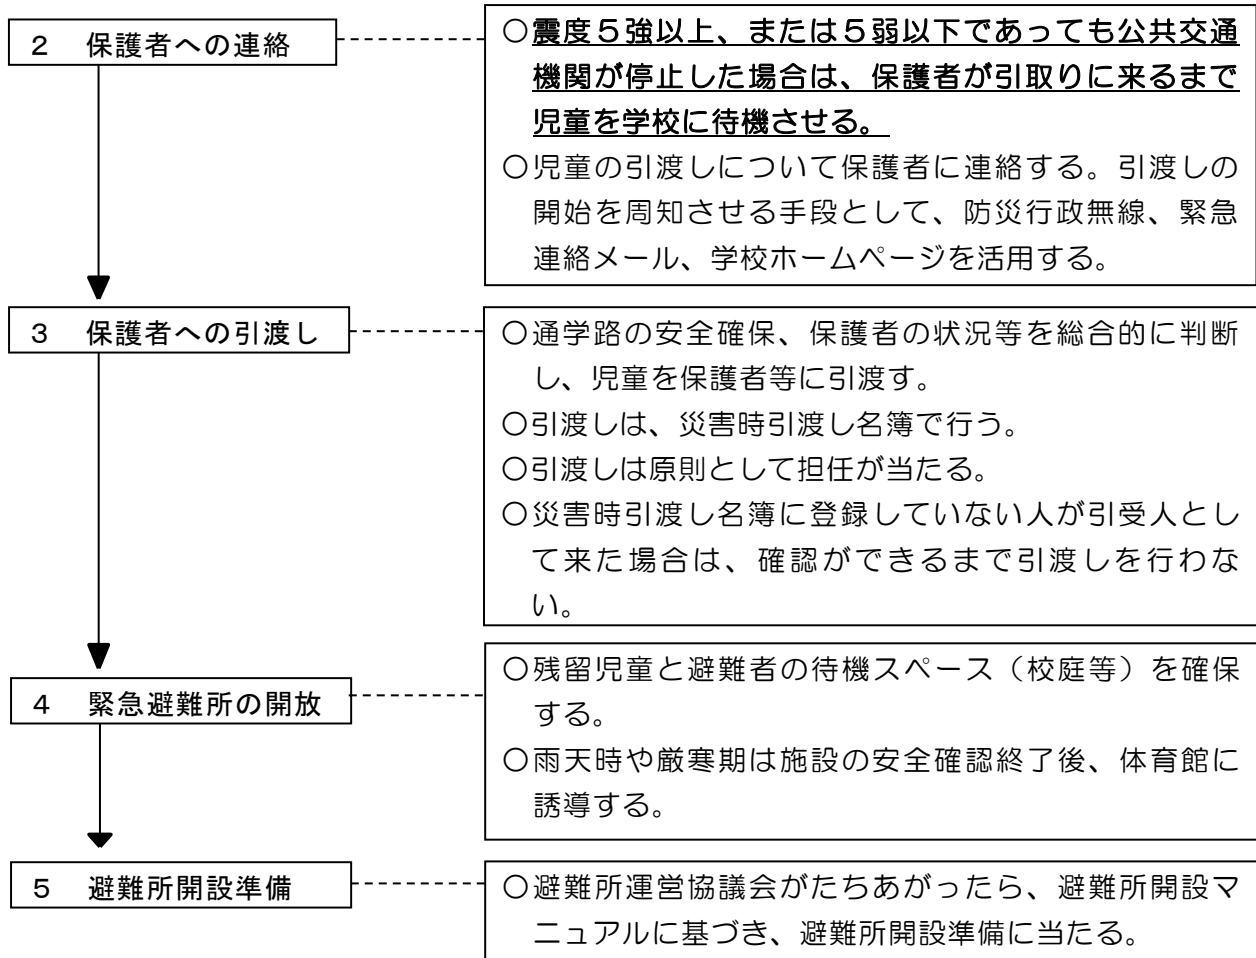 ２　保護者への連絡
○震度５強以上、または５弱以下であっても公共交通
機関が停止した場合は、保護者が引取りに来るまで
児童を学校に待機させる。
○児童の引渡しについて保護者に連絡する。引渡しの
開始を周知させる手段として、防災行政無線、緊急
連絡メール、学校ホームページを活用する。
３　保護者への引渡し
○通学路の安全確保、保護者の状況等を総合的に判断
し、児童を保護者等に引渡す。
○引渡しは、災害時引渡し名簿で行う。
○引渡しは原則として担任が当たる。
○災害時引渡し名簿に登録していない人が引受人とし
て来た場合は、確認ができるまで引渡しを行わな
い。
４　緊急避難所の開放
○残留児童と避難者の待機スペース（校庭等）を確保
する。
○雨天時や厳寒期は施設の安全確認終了後、体育館に
誘導する。
５　避難所開設準備
○避難所運営協議会がたちあがったら、避難所開設マ
ニュアルに基づき、避難所開設準備に当たる。